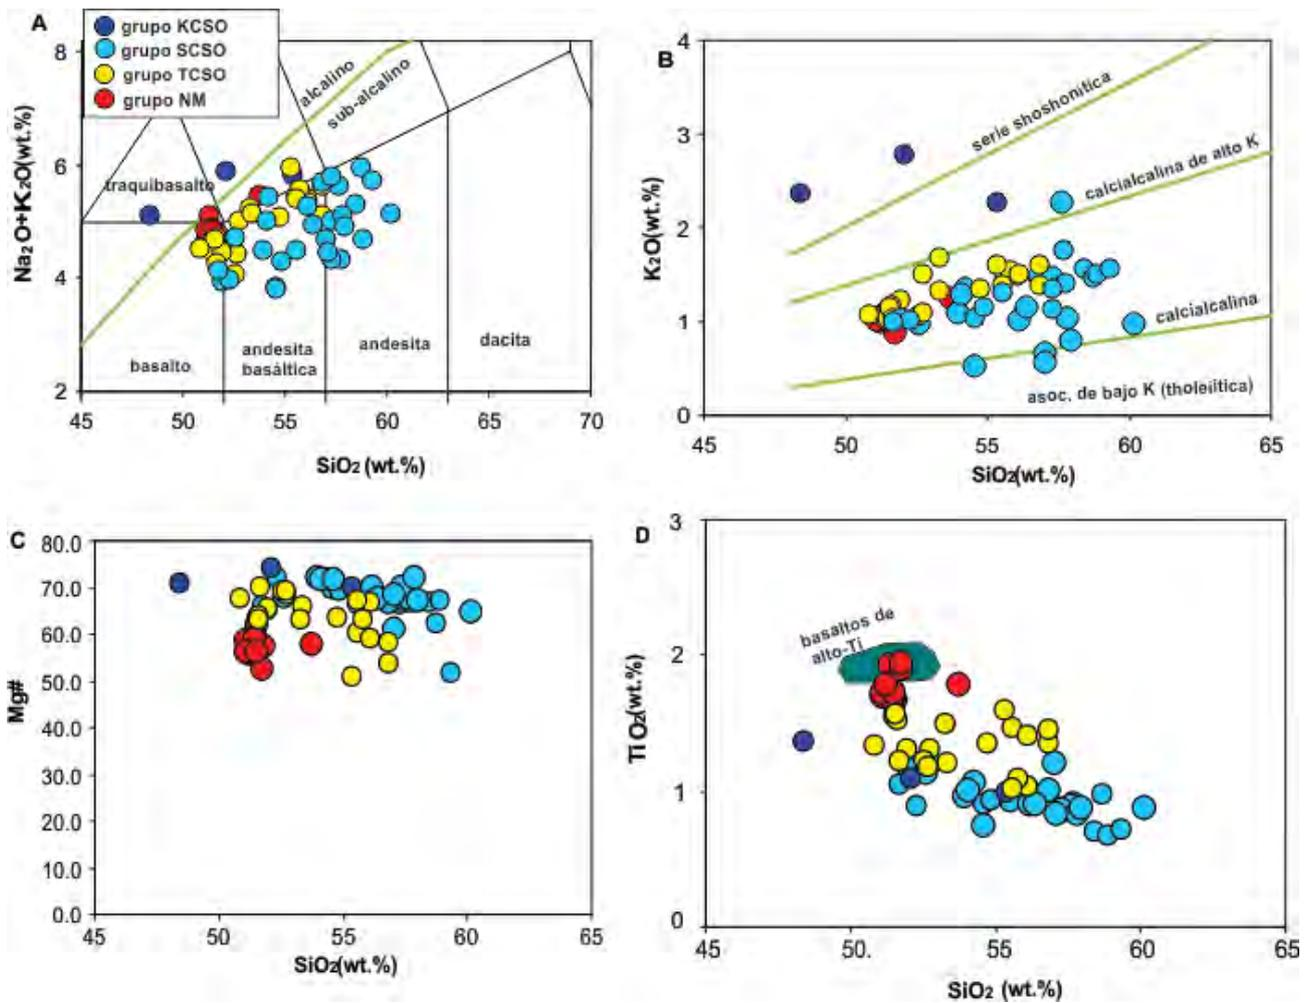 A
grupo KCSO
grupo SCSO
grupo TCSO
grupo NM
8
6
4
2
Na2O+K2O(wt.%)
alcalino
sub-alcalino
traquibasalto
basalto
andesita
basáltica
andesita
dacita
45
50
55
60
65
70
SiO2 (wt.%)
B
4
3
2
1
0
K2O(wt.%)
serie shoshonítica
calcialcalina de alto K
calcialcalina
asoc. de bajo K (tholeiítica)
45
50
55
60
65
SiO2(wt.%)
C
80.0
70.0
60.0
50.0
40.0
30.0
20.0
10.0
0.0
Mg#
45
50
55
60
65
SiO2(wt.%)
D
3
2
1
0
TiO2(wt.%)
basaltos de
alto-Ti
45
50.
55
60
65
SiO2 (wt.%)